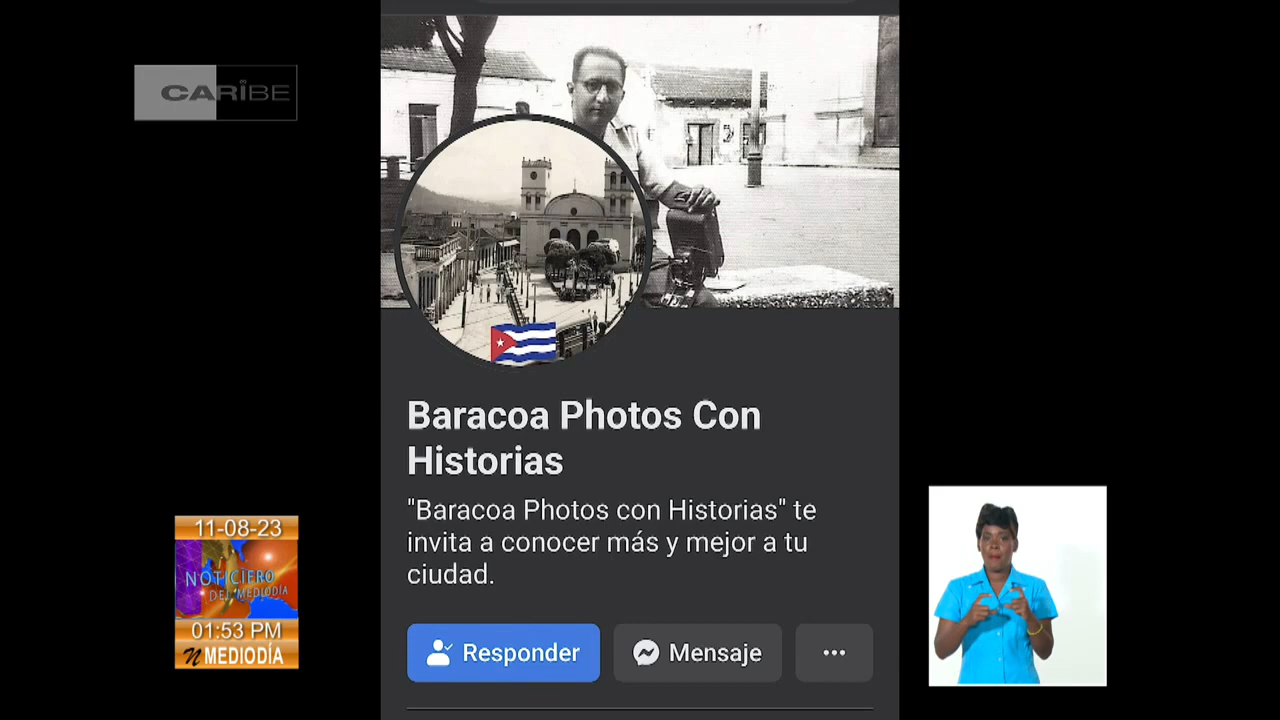 CARIBE
Baracoa Photos Con
Historias
"Baracoa Photos con Historias" te
invita a conocer más y mejor a tu
ciudad.
Responder
Mensaje
11-08-23
NOTICIERO
DEL MEDIODÍA
01:53 PM
MEDIODÍA